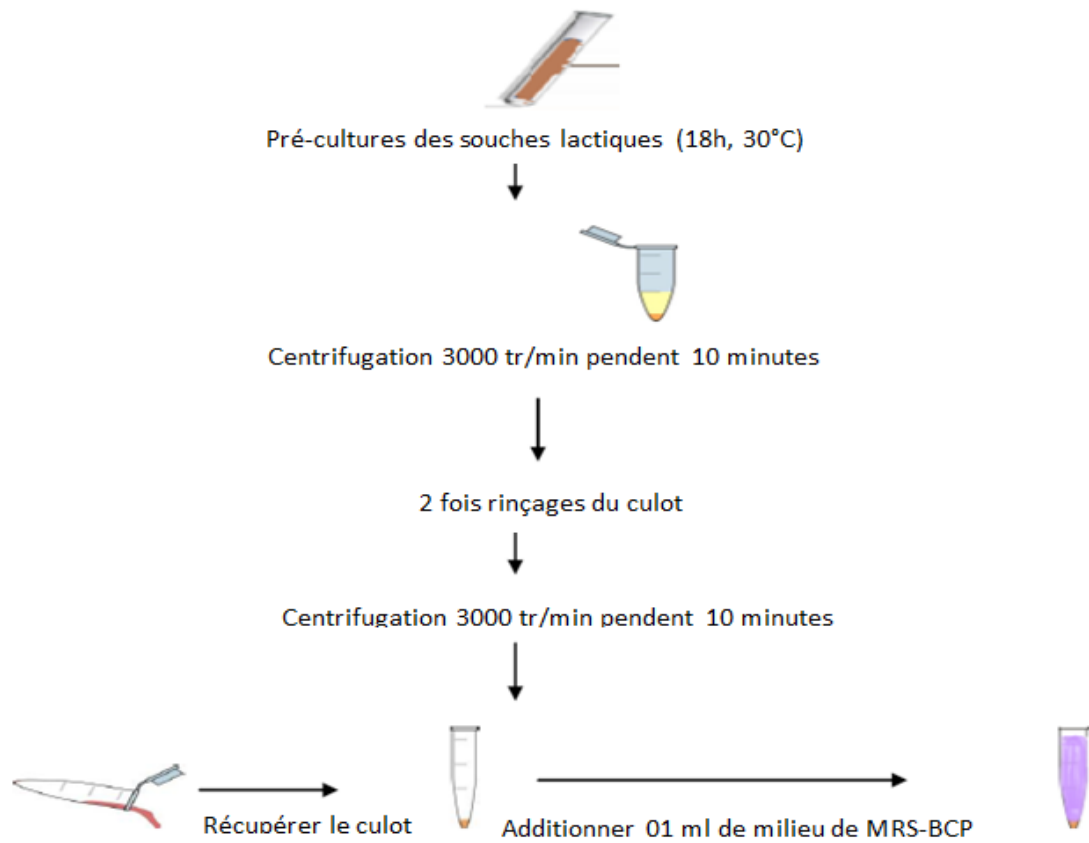 Pré-cultures des souches lactiques (18h, 30°C)
Centrifugation 3000 tr/min pendent 10 minutes
2 fois rinçages du culot
Centrifugation 3000 tr/min pendent 10 minutes
Récupérer le culot
Additionner 01 ml de milieu de MRS-BCP